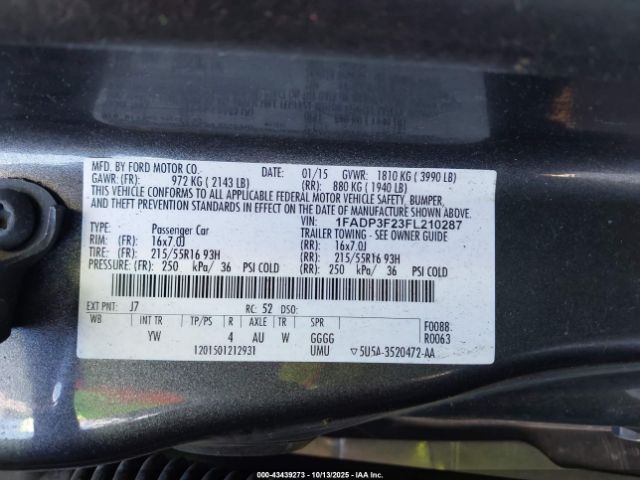 MFD. BY FORD MOTOR CO. DATE: 01/15 GVWR: 1810 KG ( 3990 LB)
GAWR: (FR): 972 KG ( 2143 LB) (RR): 880 KG ( 1940 LB)
THIS VEHICLE CONFORMS TO ALL APPLICABLE FEDERAL MOTOR VEHICLE SAFETY, BUMPER,
AND THEFT PREVENTION STANDARDS IN EFFECT ON THE DATE OF MANUFACTURE SHOWN ABOVE.
VIN: 1FADP3F23FL210287
TYPE: Passenger Car TRAILER TOWING - SEE OWNER GUIDE
RIM: (FR): 16x7.0J (RR): 16x7.0J
TIRE: (FR): 215/55R16 93H (RR): 215/55R16 93H
PRESSURE: (FR): 250 kPa/ 36 PSI COLD (RR): 250 kPa/ 36 PSI COLD
EXT PNT: J7 RC: 52 DSO:
WB INT TR TP/PS R AXLE TR SPR F0088
YW 4 AU W GGGG R0063
1201501212931 UMU ▽5U5A-3520472-AA
000-43439273 - 10/13/2025 - IAA Inc.